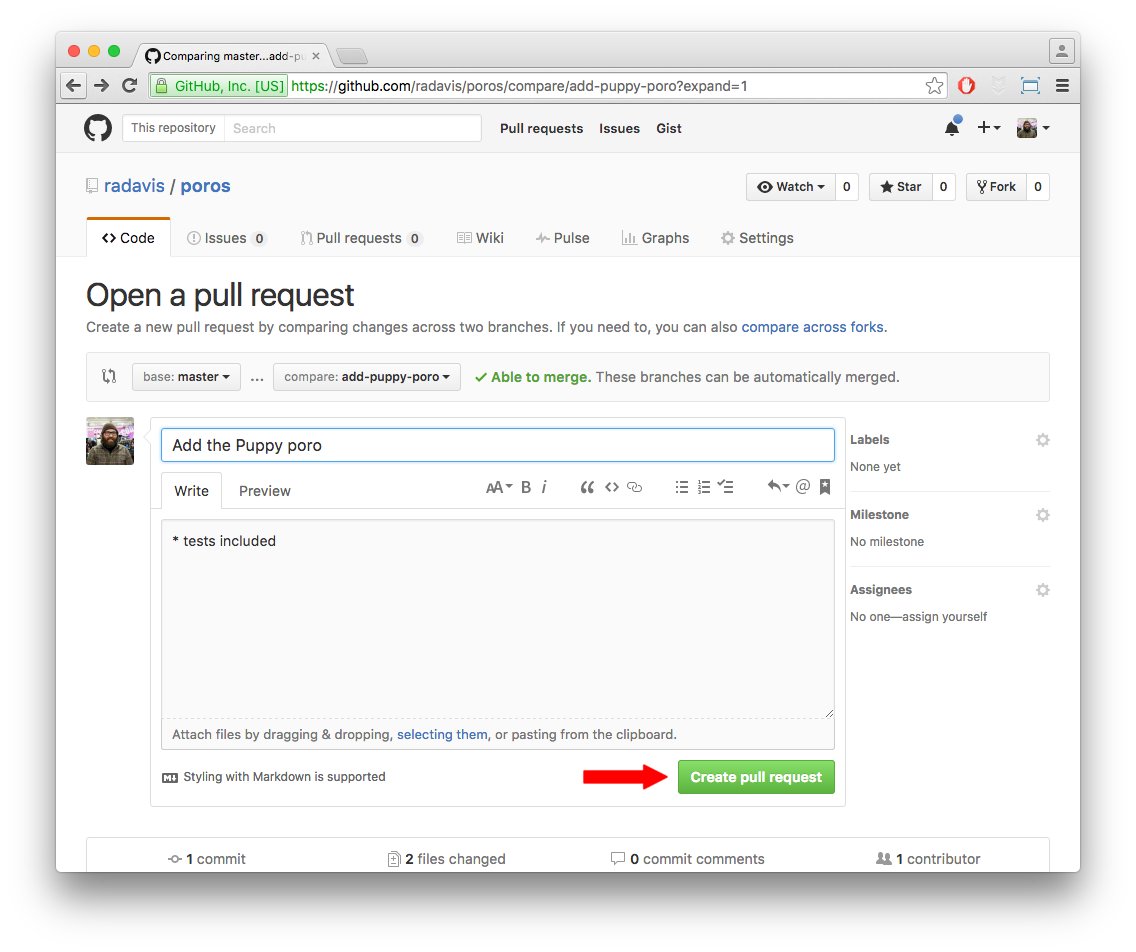 Comparing master...add-pu
GitHub, Inc. [US] https://github.com/radavis/poros/compare/add-puppy-poro?expand=1
This repository Search Pull requests Issues Gist
radavis / poros Watch 0 Star 0 Fork 0
Code Issues 0 Pull requests 0 Wiki Pulse Graphs Settings
Open a pull request
Create a new pull request by comparing changes across two branches. If you need to, you can also compare across forks.
base: master ... compare: add-puppy-poro Able to merge. These branches can be automatically merged.
Add the Puppy poro
Write Preview AA B i @
* tests included
Attach files by dragging & dropping, selecting them, or pasting from the clipboard.
Styling with Markdown is supported Create pull request
Labels
None yet
Milestone
No milestone
Assignees
No one—assign yourself
1 commit 2 files changed 0 commit comments 1 contributor